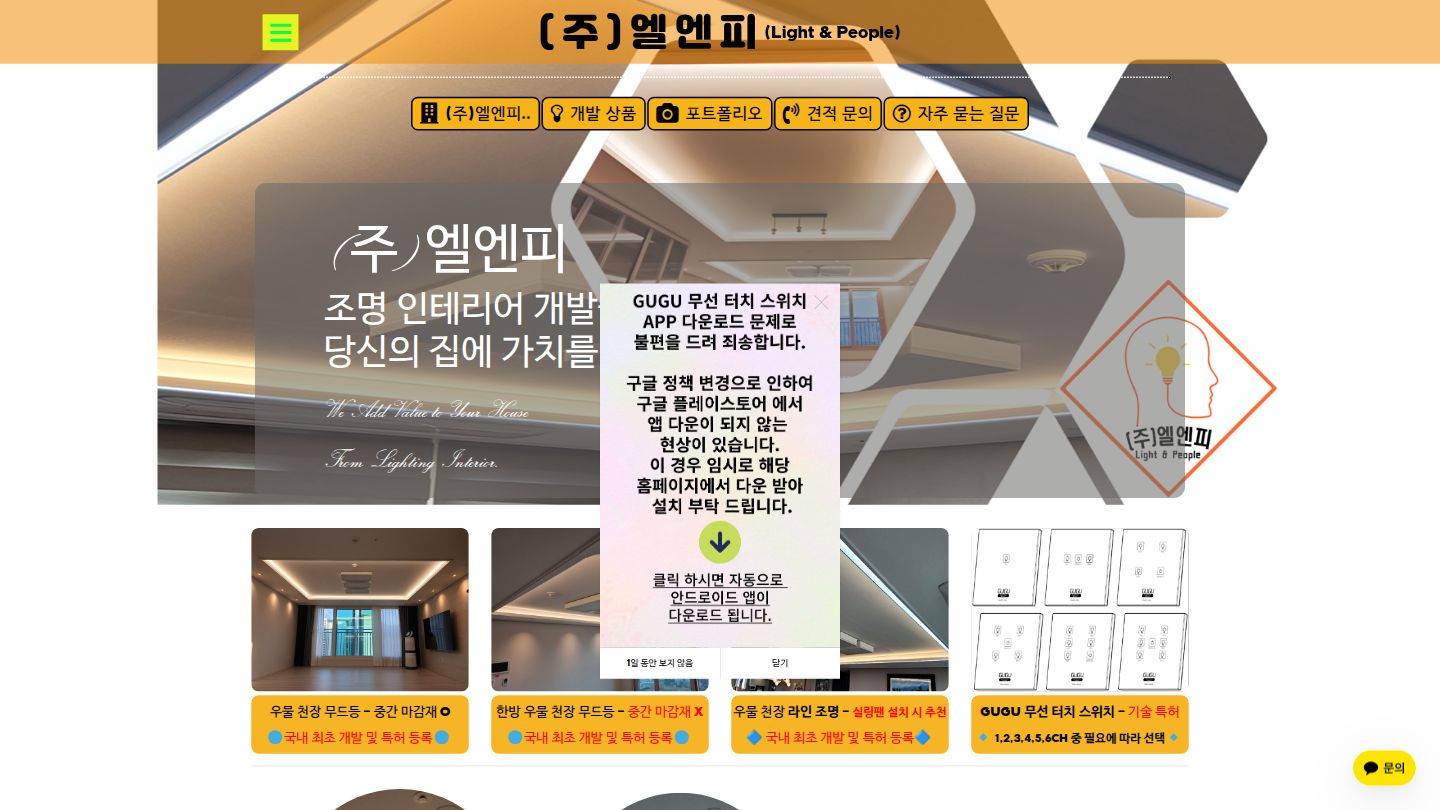 (주)엘엔피 (Light & People)
(주)엘엔피..
개발 상품
포트폴리오
견적 문의
자주 묻는 질문
(주) 엘엔피
조명 인테리어 개발
당신의 집에 가치를
We Add Value to Your House
From Lighting Interior.
(주)엘엔피
Light & People
GUGU 무선 터치 스위치
APP 다운로드 문제로
불편을 드려 죄송합니다.
구글 정책 변경으로 인하여
구글 플레이스토어 에서
앱 다운이 되지 않는
현상이 있습니다.
이 경우 임시로 해당
홈페이지에서 다운 받아
설치 부탁 드립니다.
클릭 하시면 자동으로
안드로이드 앱이
다운로드 됩니다.
1일 동안 보지 않음
닫기
GUGU
GUGU
GUGU
GUGU
GUGU
GUGU
우물 천장 무드등 - 중간 마감재 O
국내 최초 개발 및 특허 등록
한방 우물 천장 무드등 - 중간 마감재 X
국내 최초 개발 및 특허 등록
우물 천장 라인 조명 - 실링팬 설치 시 추천
국내 최초 개발 및 특허 등록
GUGU 무선 터치 스위치 - 기술 특허
1,2,3,4,5,6CH 중 필요에 따라 선택
문의